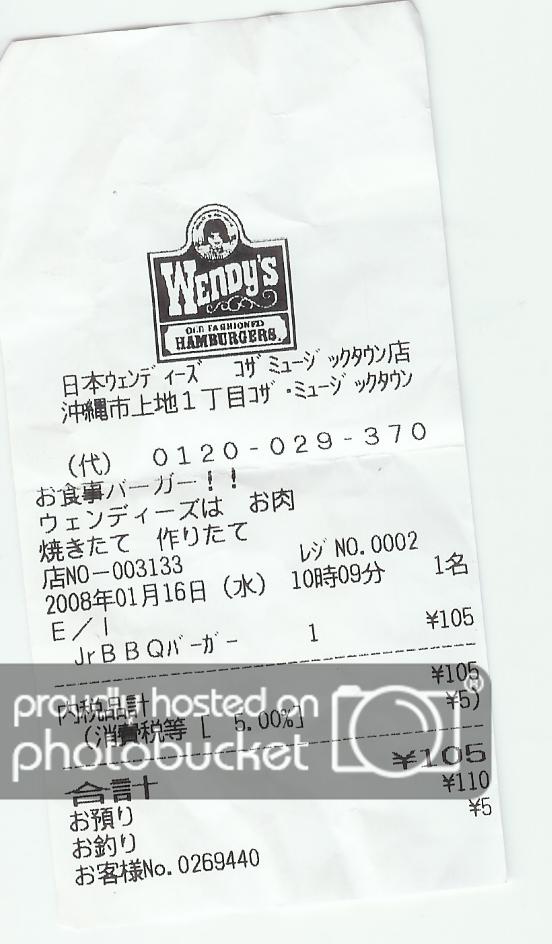 WENDY'S
OLD FASHIONED
HAMBURGERS.
日本ウェンディーズ コザミュージックタウン店
沖縄市上地1丁目コザ・ミュージックタウン
(代) 0120-029-370
お食事バーガー!!
ウェンディーズは お肉
焼きたて 作りたて
店NO-003133 レジNO.0002
2008年01月16日(水) 10時09分 1名
E/I
JrBBQバーガー 1 ¥105
内税品計 ¥105
(消費税等[ 5.00%] ¥5)
合計 ¥105
お預り ¥110
お釣り ¥5
お客様No.0269440
proudly hosted on
photobucket
®